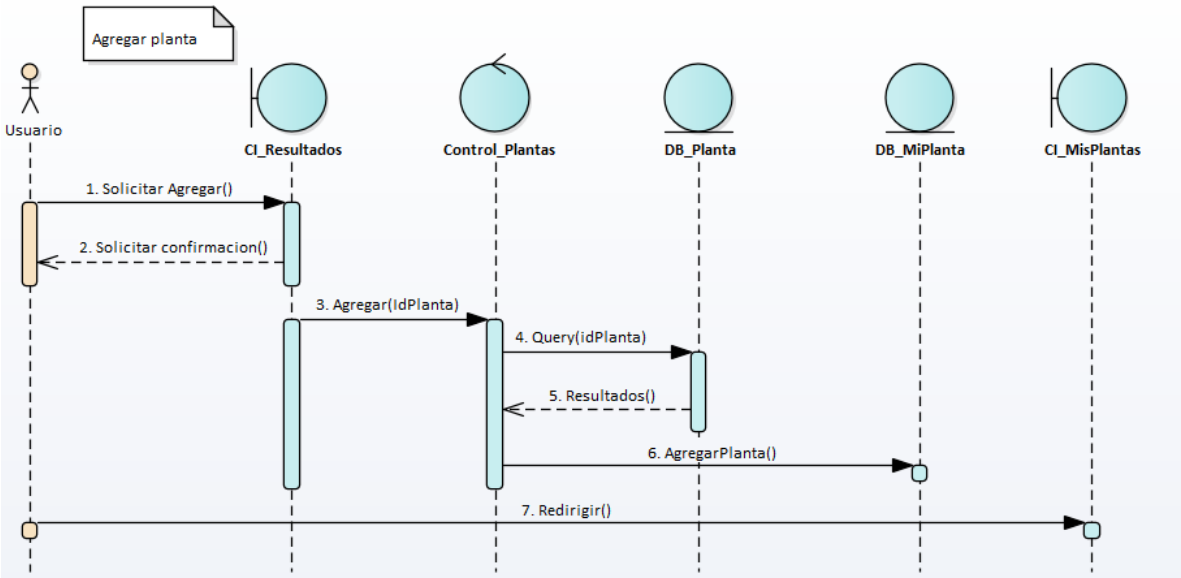 Agregar planta
Usuario
CI_Resultados
Control_Plantas
DB_Planta
DB_MiPlanta
CI_MisPlantas
1. Solicitar Agregar()
2. Solicitar confirmacion()
3. Agregar(IdPlanta)
4. Query(idPlanta)
5. Resultados()
6. AgregarPlanta()
7. Redirigir()